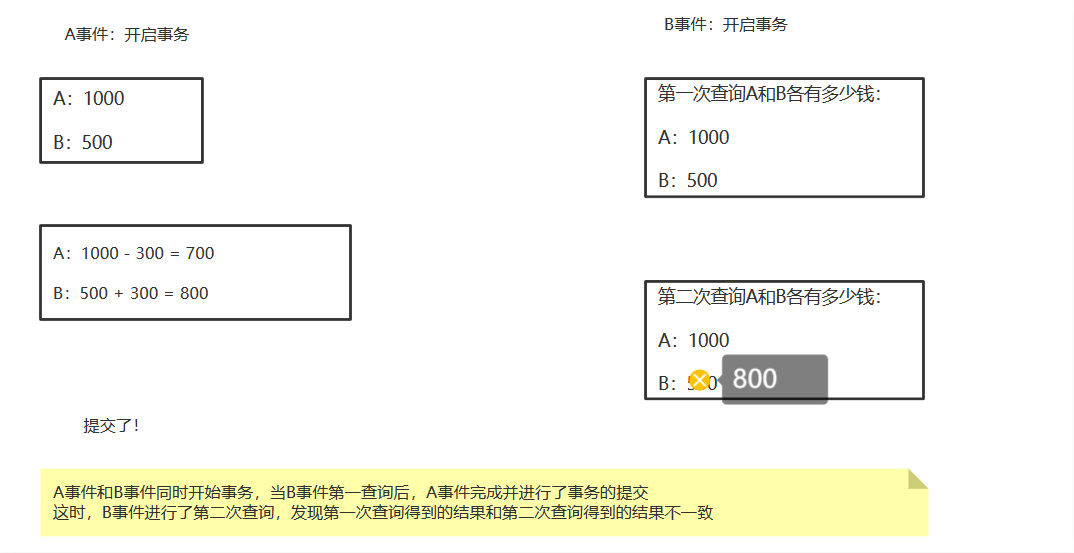 A事件：开启事务
B事件：开启事务
A：1000
B：500
第一次查询A和B各有多少钱：
A：1000
B：500
A：1000 - 300 = 700
B：500 + 300 = 800
第二次查询A和B各有多少钱：
A：1000
B：
800
提交了！
A事件和B事件同时开始事务，当B事件第一查询后，A事件完成并进行了事务的提交
这时，B事件进行了第二次查询，发现第一次查询得到的结果和第二次查询得到的结果不一致